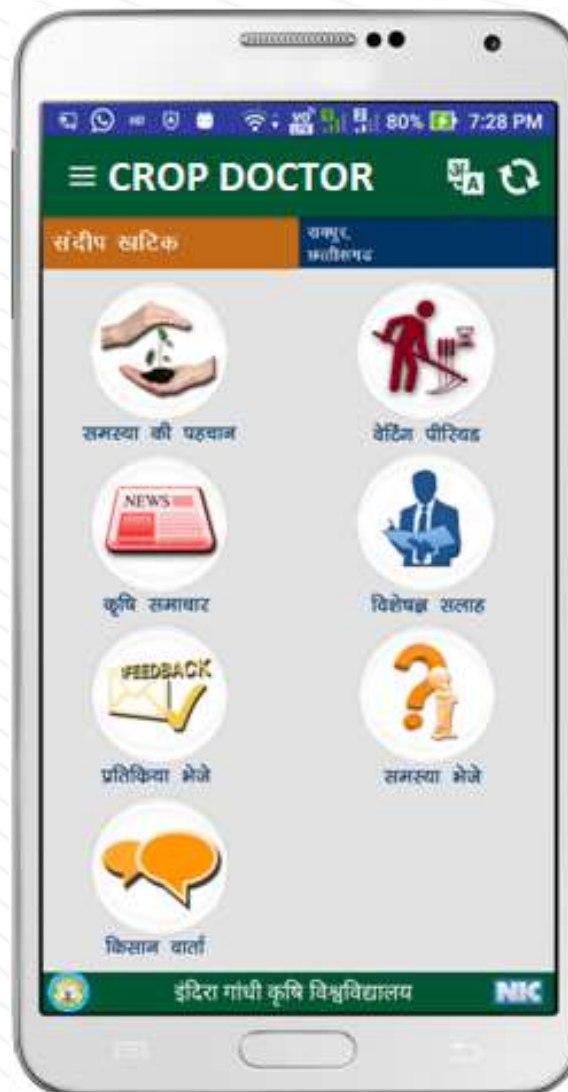 80% 7:28 PM
CROP DOCTOR
अ A
संदीप खटिक
रायपुर,
छत्तीसगढ
समस्या की पहचान
वेटिंग पीरियड
NEWS
कृषि समाचार
विशेषज्ञ सलाह
FEEDBACK
प्रतिक्रिया भेजे
समस्या भेजे
किसान वार्ता
इंदिरा गांधी कृषि विश्वविद्यालय
NIC